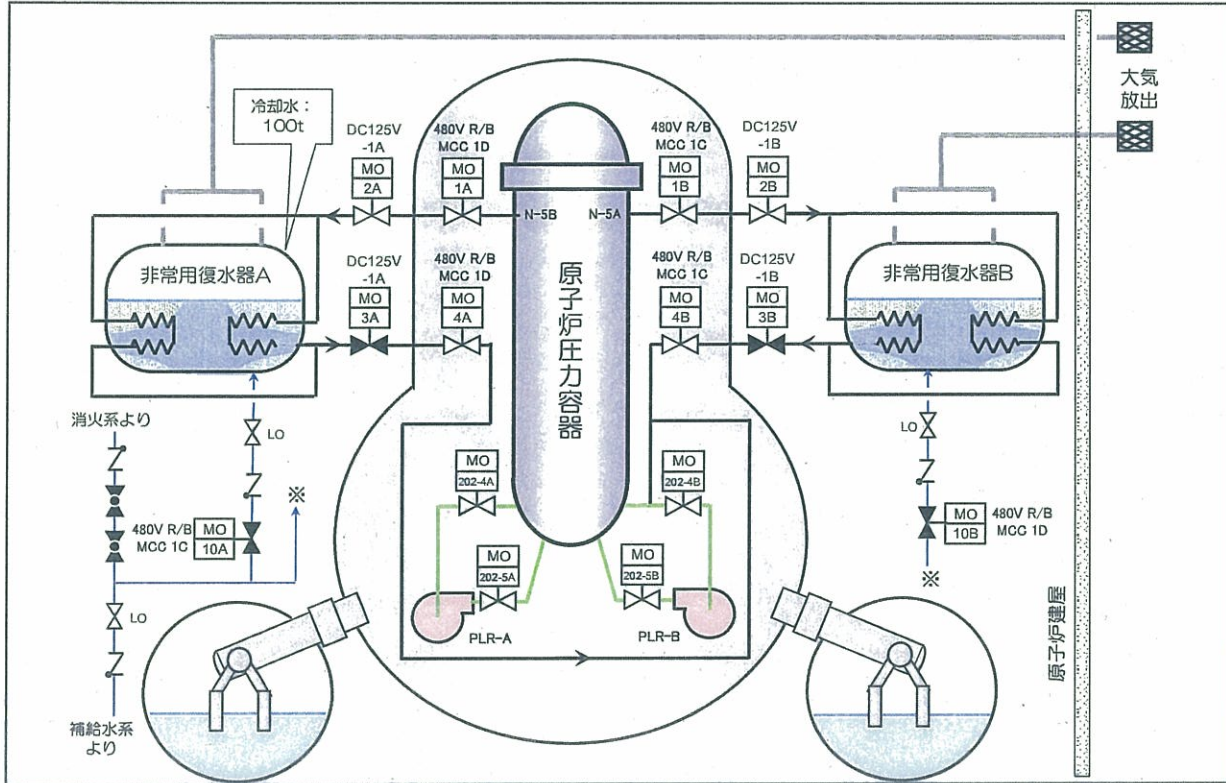 大気
放出
冷却水：
100t
DC125V
-1A
MO
2A
480V R/B
MCC 1D
MO
1A
480V R/B
MCC 1C
MO
1B
DC125V
-1B
MO
2B
N-5B
N-5A
非常用復水器A
DC125V
-1A
MO
3A
480V R/B
MCC 1D
MO
4A
原子炉圧力容器
480V R/B
MCC 1C
MO
4B
DC125V
-1B
MO
3B
非常用復水器B
消火系より
LO
※
480V R/B
MCC 1C
MO
10A
LO
補給水系
より
MO
202-4A
MO
202-4B
MO
202-5A
MO
202-5B
PLR-A
PLR-B
LO
MO
10B
480V R/B
MCC 1D
※
原子炉建屋